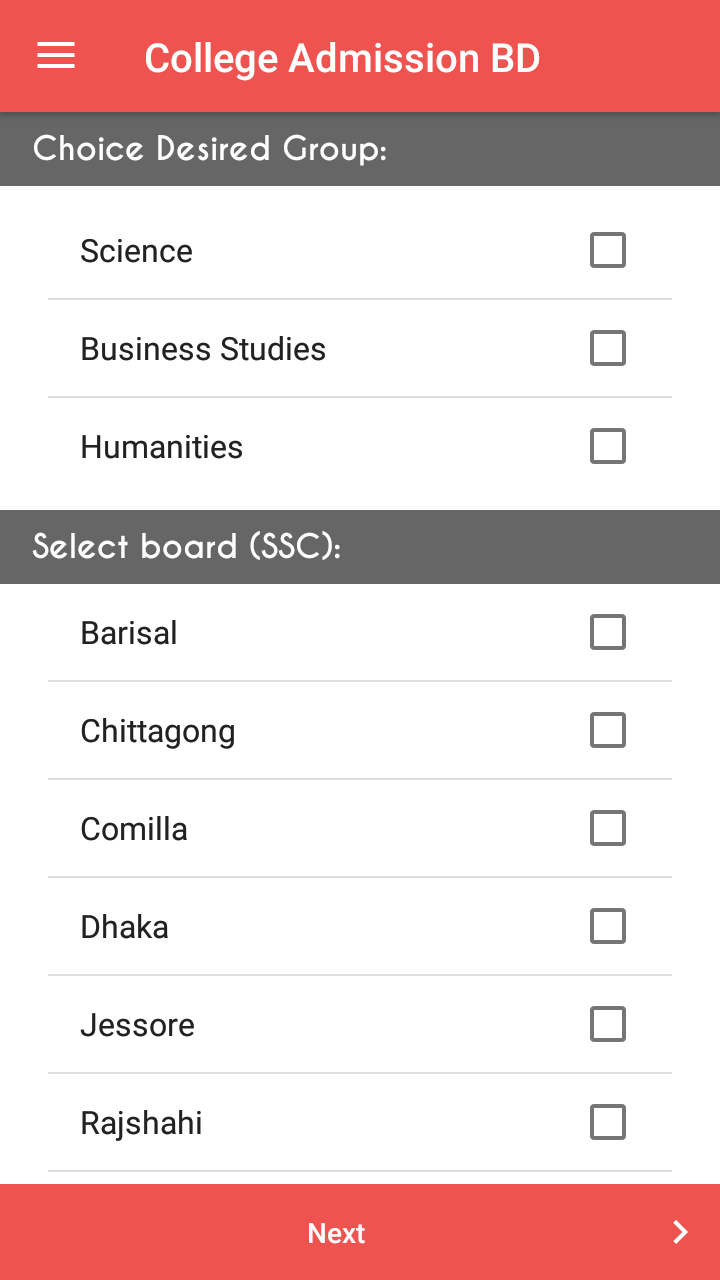 College Admission BD
Choice Desired Group:
Science
Business Studies
Humanities
Select board (SSC):
Barisal
Chittagong
Comilla
Dhaka
Jessore
Rajshahi
Next